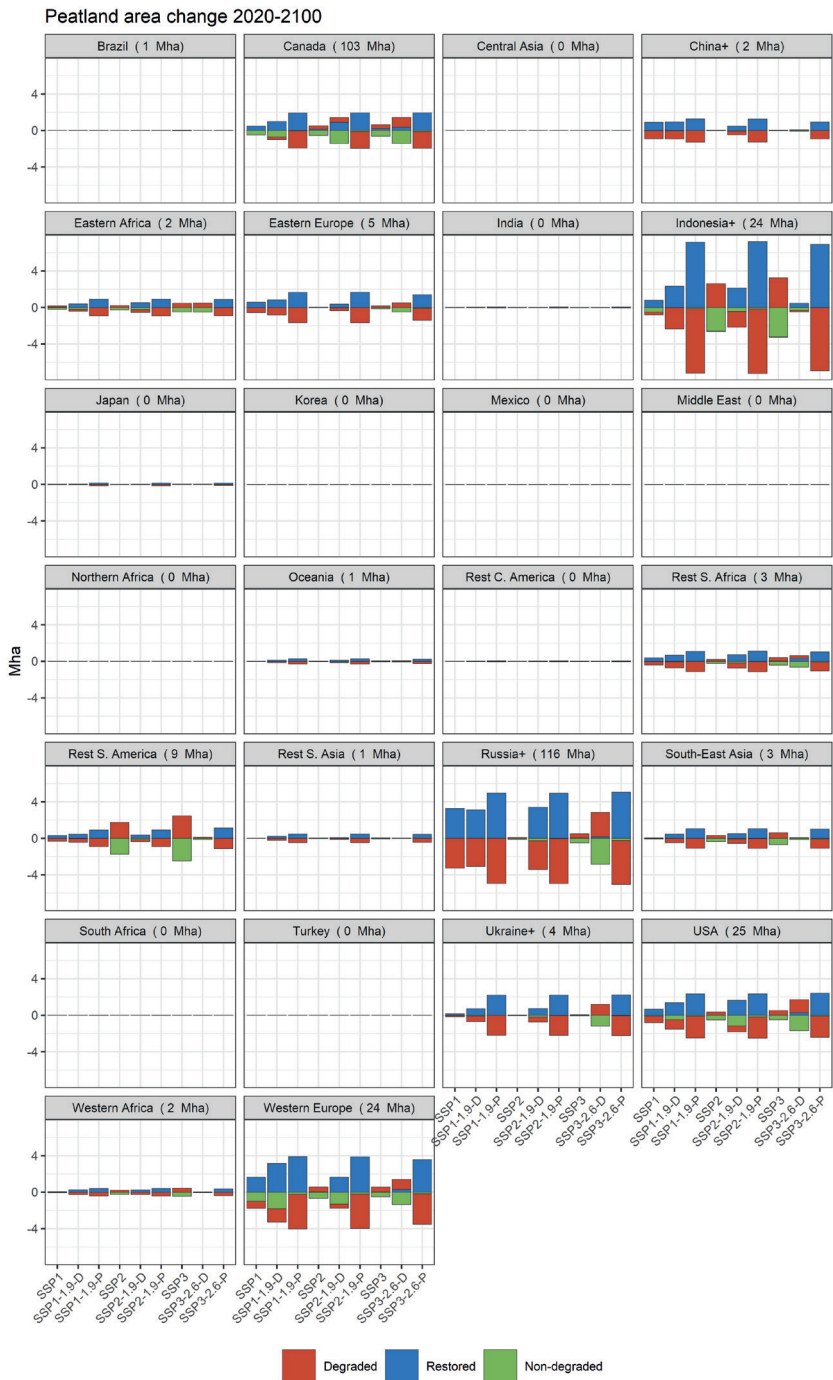 Peatland area change 2020-2100
Brazil ( 1 Mha)
Canada ( 103 Mha)
Central Asia ( 0 Mha)
China+ ( 2 Mha)
4
0
-4
Eastern Africa ( 2 Mha)
Eastern Europe ( 5 Mha)
India ( 0 Mha)
Indonesia+ ( 24 Mha)
4
0
-4
Japan ( 0 Mha)
Korea ( 0 Mha)
Mexico ( 0 Mha)
Middle East ( 0 Mha)
4
0
-4
Northern Africa ( 0 Mha)
Oceania ( 1 Mha)
Rest C. America ( 0 Mha)
Rest S. Africa ( 3 Mha)
4
0
-4
Mha
Rest S. America ( 9 Mha)
Rest S. Asia ( 1 Mha)
Russia+ ( 116 Mha)
South-East Asia ( 3 Mha)
4
0
-4
South Africa ( 0 Mha)
Turkey ( 0 Mha)
Ukraine+ ( 4 Mha)
USA ( 25 Mha)
4
0
-4
SSP1
SSP1-1.9-D
SSP1-1.9-P
SSP2
SSP2-1.9-D
SSP2-1.9-P
SSP3
SSP3-2.6-D
SSP3-2.6-P
SSP1
SSP1-1.9-D
SSP1-1.9-P
SSP2
SSP2-1.9-D
SSP2-1.9-P
SSP3
SSP3-2.6-D
SSP3-2.6-P
Western Africa ( 2 Mha)
Western Europe ( 24 Mha)
4
0
-4
SSP1
SSP1-1.9-D
SSP1-1.9-P
SSP2
SSP2-1.9-D
SSP2-1.9-P
SSP3
SSP3-2.6-D
SSP3-2.6-P
SSP1
SSP1-1.9-D
SSP1-1.9-P
SSP2
SSP2-1.9-D
SSP2-1.9-P
SSP3
SSP3-2.6-D
SSP3-2.6-P
Degraded
Restored
Non-degraded